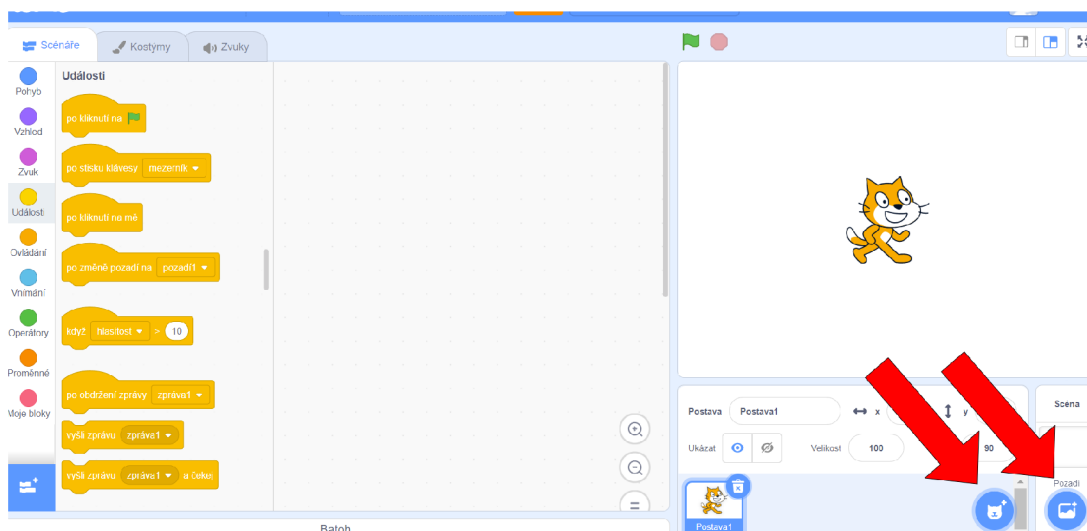 Scénáře
Kostýmy
Zvuky
Pohyb
Vzhled
Zvuk
Události
Ovládání
Vnímání
Operátory
Proměnné
Moje bloky
Události
po kliknutí na
po stisku klávesy mezerník
po kliknutí na mě
po změně pozadí na pozadí1
když hlasitost > 10
po obdržení zprávy zpráva1
vyšli zprávu zpráva1
vyšli zprávu zpráva1 a čekej
Batoh
Postava Postava1 x y
Ukázat Velikost 100 90
Postava1
Scena
Pozadí